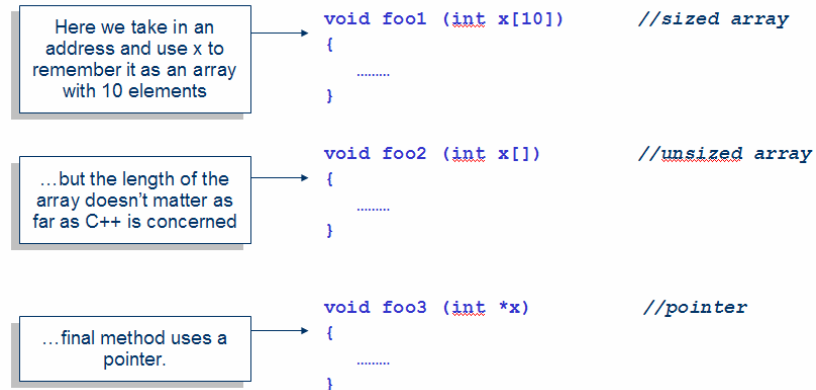 Here we take in an
address and use x to
remember it as an array
with 10 elements
void foo1 (int x[10]) //sized array
{
.........
}
…but the length of the
array doesn't matter as
far as C++ is concerned
void foo2 (int x[]) //unsized array
{
.........
}
…final method uses a
pointer.
void foo3 (int *x) //pointer
{
.........
}